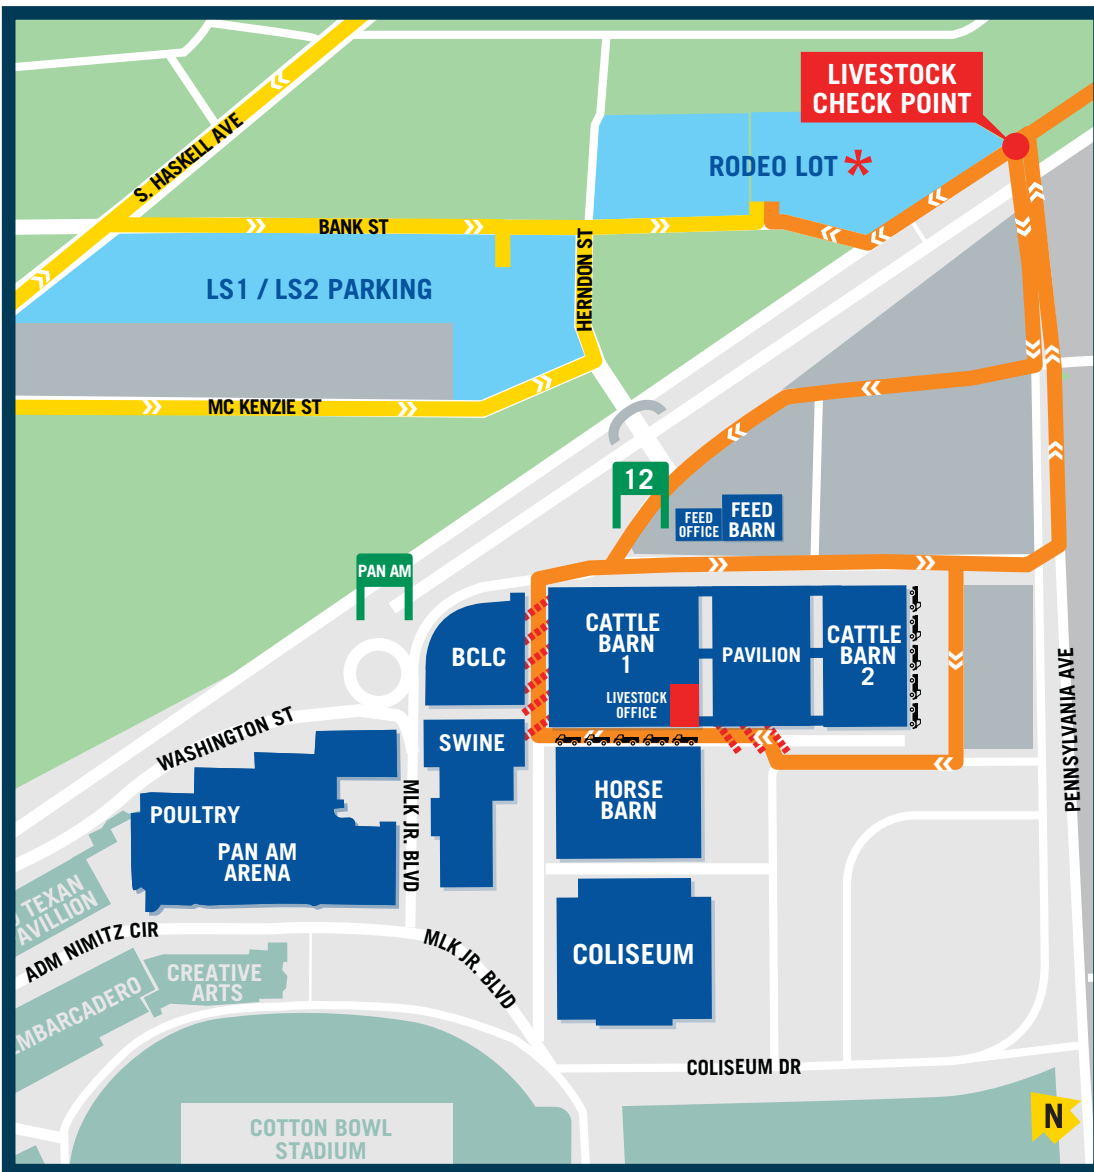 LIVESTOCK
CHECK POINT
S. HASKELL AVE
RODEO LOT *
BANK ST
HERNDON ST
LS1 / LS2 PARKING
MC KENZIE ST
12
FEED
OFFICE
FEED
BARN
PAN AM
CATTLE
BARN
1
BCLC
PAVILION
CATTLE
BARN
2
LIVESTOCK
OFFICE
PENNSYLVANIA AVE
WASHINGTON ST
SWINE
HORSE
BARN
POULTRY
MLK JR. BLVD
PAN AM
ARENA
TEXAN
AVILLION
ADM NIMITZ CIR
MLK JR. BLVD
COLISEUM
CREATIVE
ARTS
EMBARCADERO
COLISEUM DR
N
COTTON BOWL
STADIUM